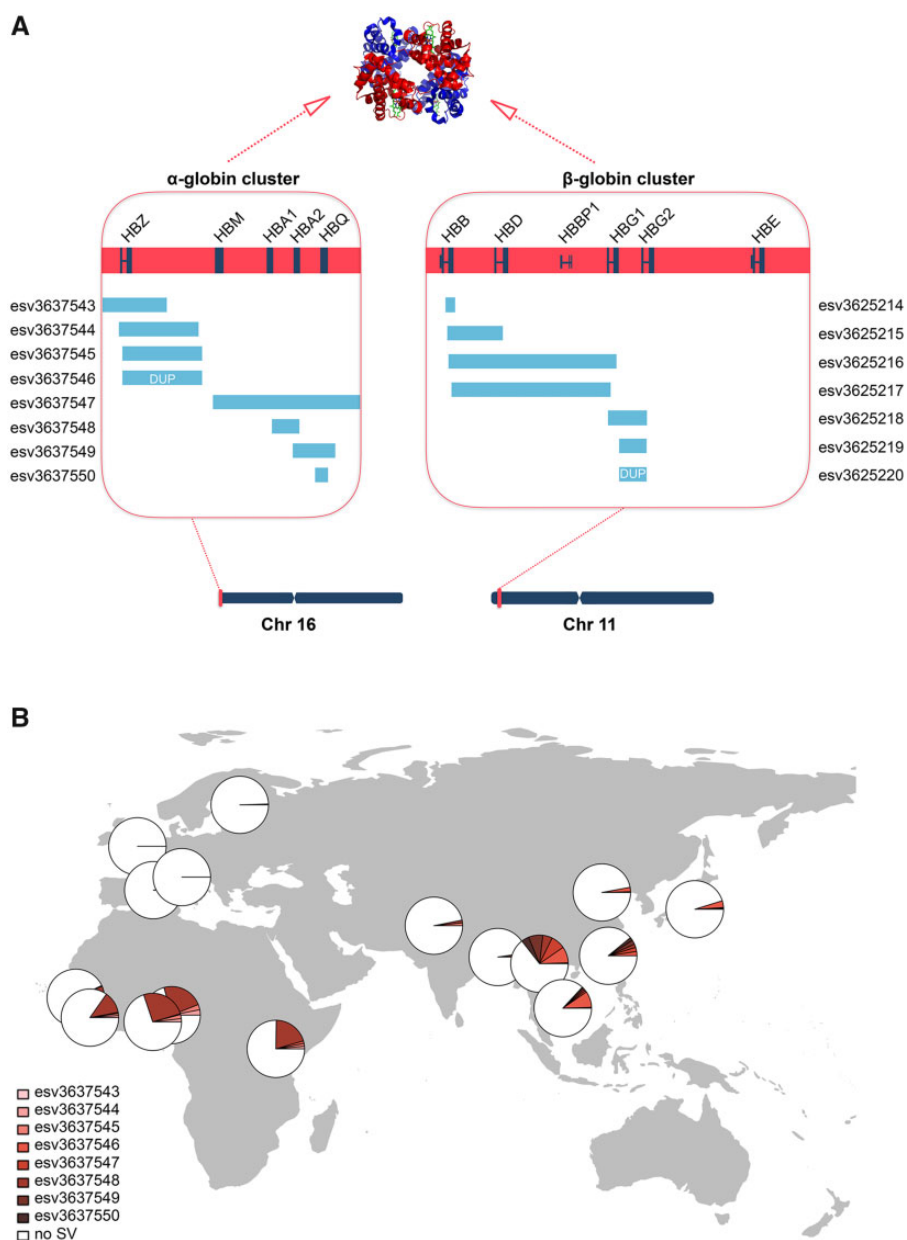 A
α-globin cluster
β-globin cluster
HBZ
HBM
HBA1
HBA2
HBQ
HBB
HBD
HBBP1
HBG1
HBG2
HBE
esv3637543
esv3637544
esv3637545
esv3637546
DUP
esv3637547
esv3637548
esv3637549
esv3637550
esv3625214
esv3625215
esv3625216
esv3625217
esv3625218
esv3625219
DUP
esv3625220
Chr 16
Chr 11
B
esv3637543
esv3637544
esv3637545
esv3637546
esv3637547
esv3637548
esv3637549
esv3637550
no SV